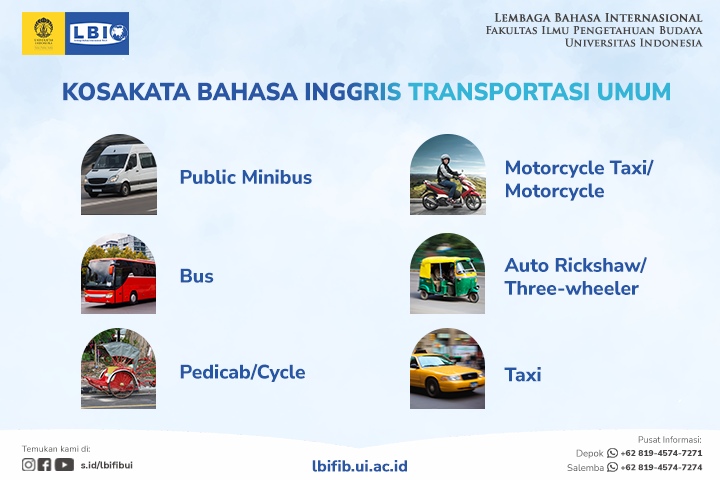 LBI
LEMBAGA BAHASA INTERNASIONAL
FAKULTAS ILMU PENGETAHUAN BUDAYA
UNIVERSITAS INDONESIA
KOSAKATA BAHASA INGGRIS TRANSPORTASI UMUM
Public Minibus
Motorcycle Taxi/
Motorcycle
Bus
Auto Rickshaw/
Three-wheeler
Pedicab/Cycle
Taxi
Temukan kami di:
s.id/lbifibui
lbifib.ui.ac.id
Pusat Informasi:
Depok +62 819-4574-7271
Salemba +62 819-4574-7274